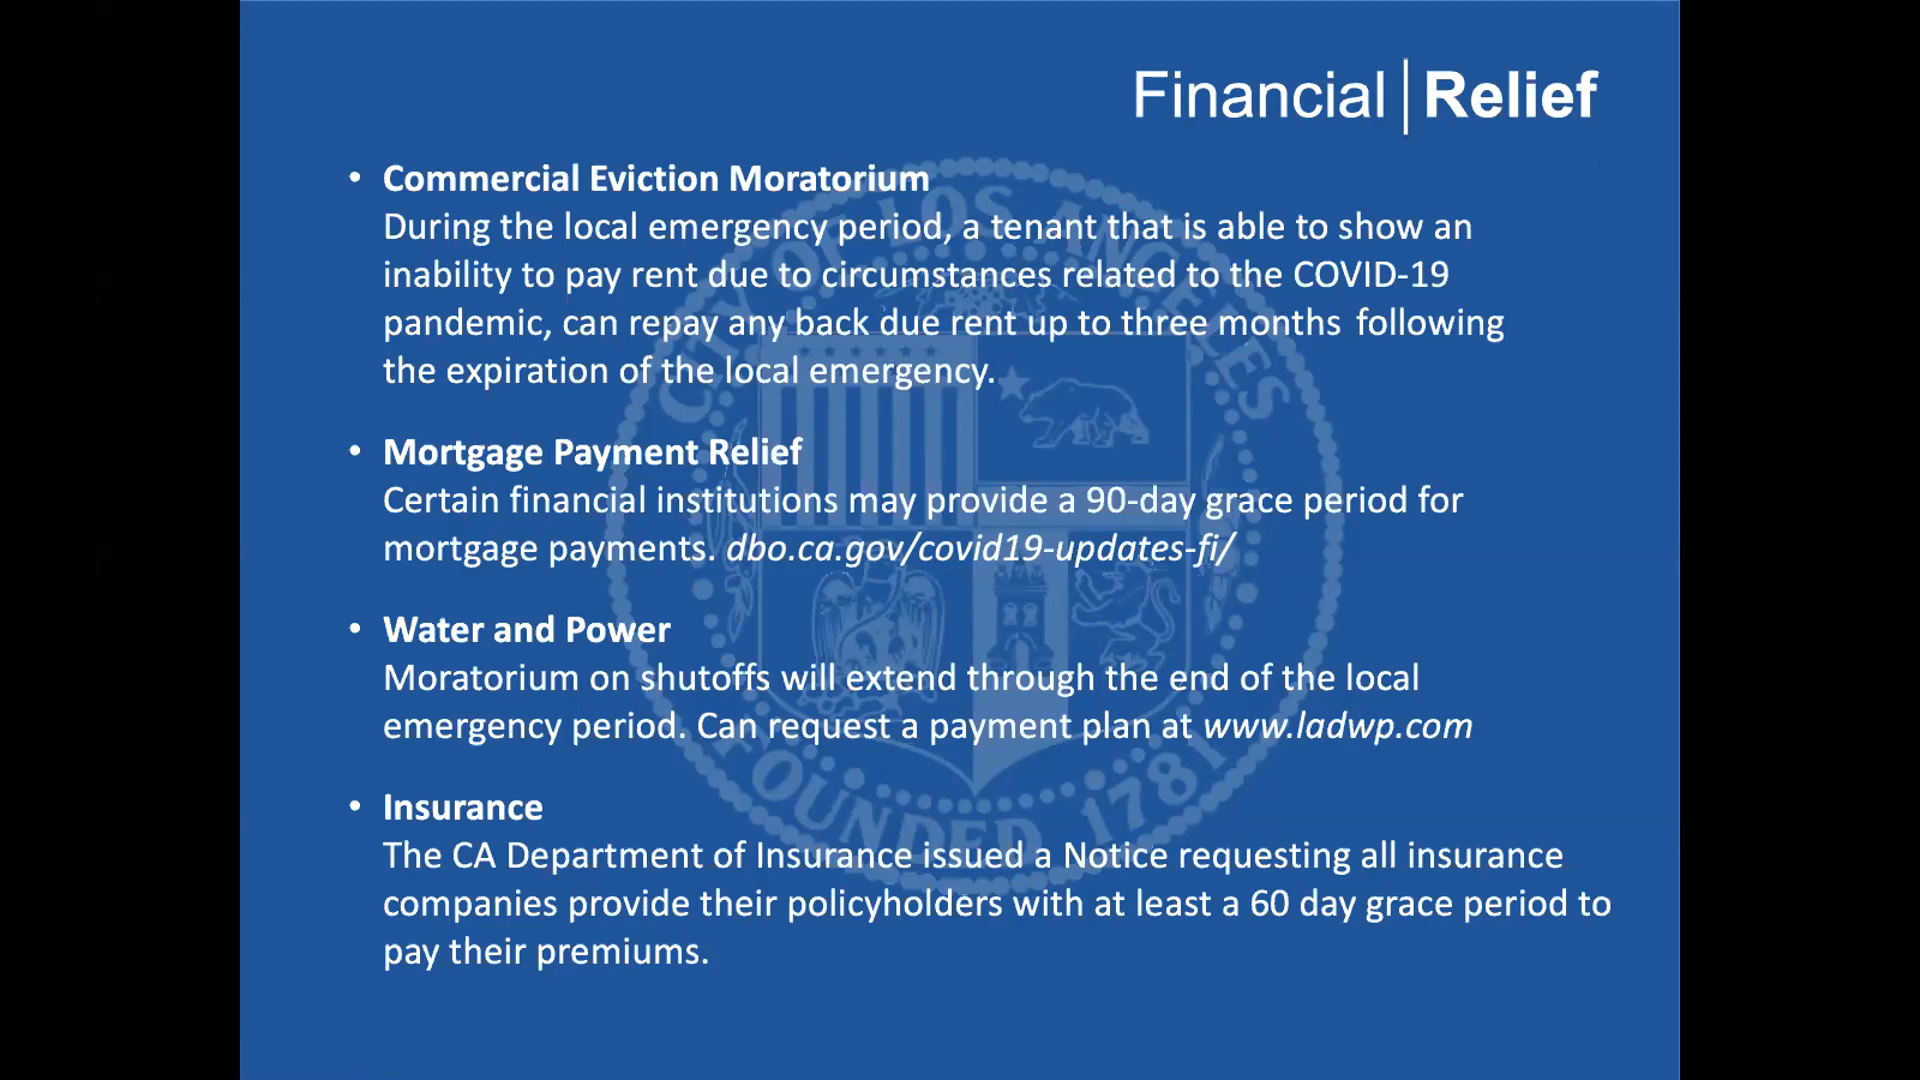 Financial | Relief
• Commercial Eviction Moratorium
During the local emergency period, a tenant that is able to show an
inability to pay rent due to circumstances related to the COVID-19
pandemic, can repay any back due rent up to three months following
the expiration of the local emergency.
• Mortgage Payment Relief
Certain financial institutions may provide a 90-day grace period for
mortgage payments. dbo.ca.gov/covid19-updates-fi/
• Water and Power
Moratorium on shutoffs will extend through the end of the local
emergency period. Can request a payment plan at www.ladwp.com
• Insurance
The CA Department of Insurance issued a Notice requesting all insurance
companies provide their policyholders with at least a 60 day grace period to
pay their premiums.
CITY OF LOS ANGELES
FOUNDED 1781